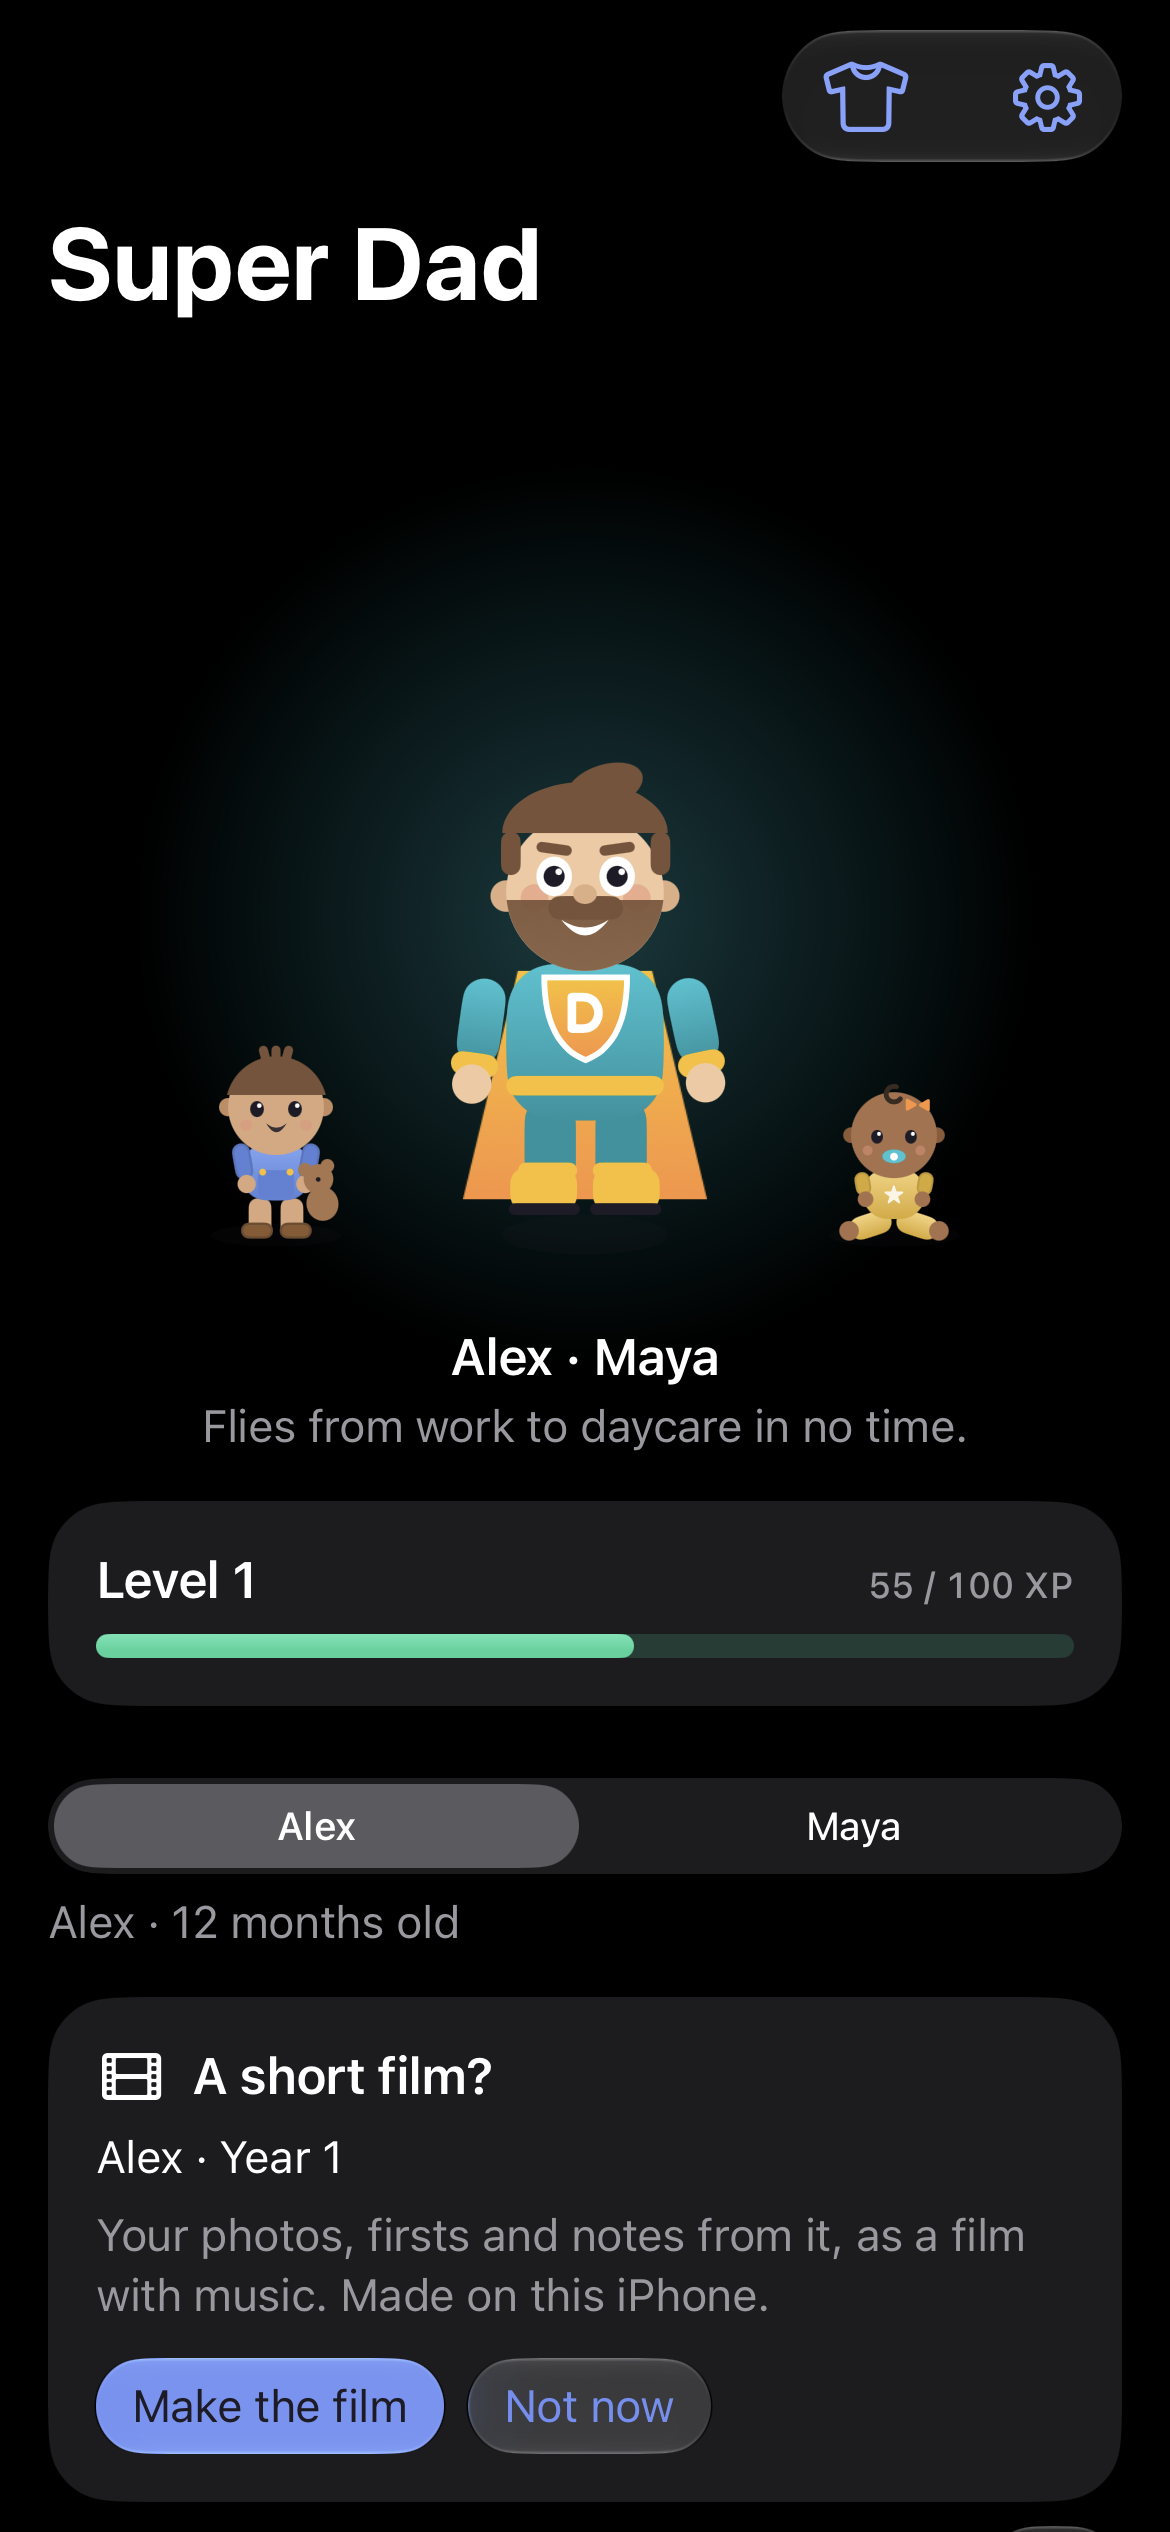 Super Dad
D
Alex · Maya
Flies from work to daycare in no time.
Level 1
55 / 100 XP
Alex
Maya
Alex · 12 months old
A short film?
Alex · Year 1
Your photos, firsts and notes from it, as a film
with music. Made on this iPhone.
Make the film
Not now